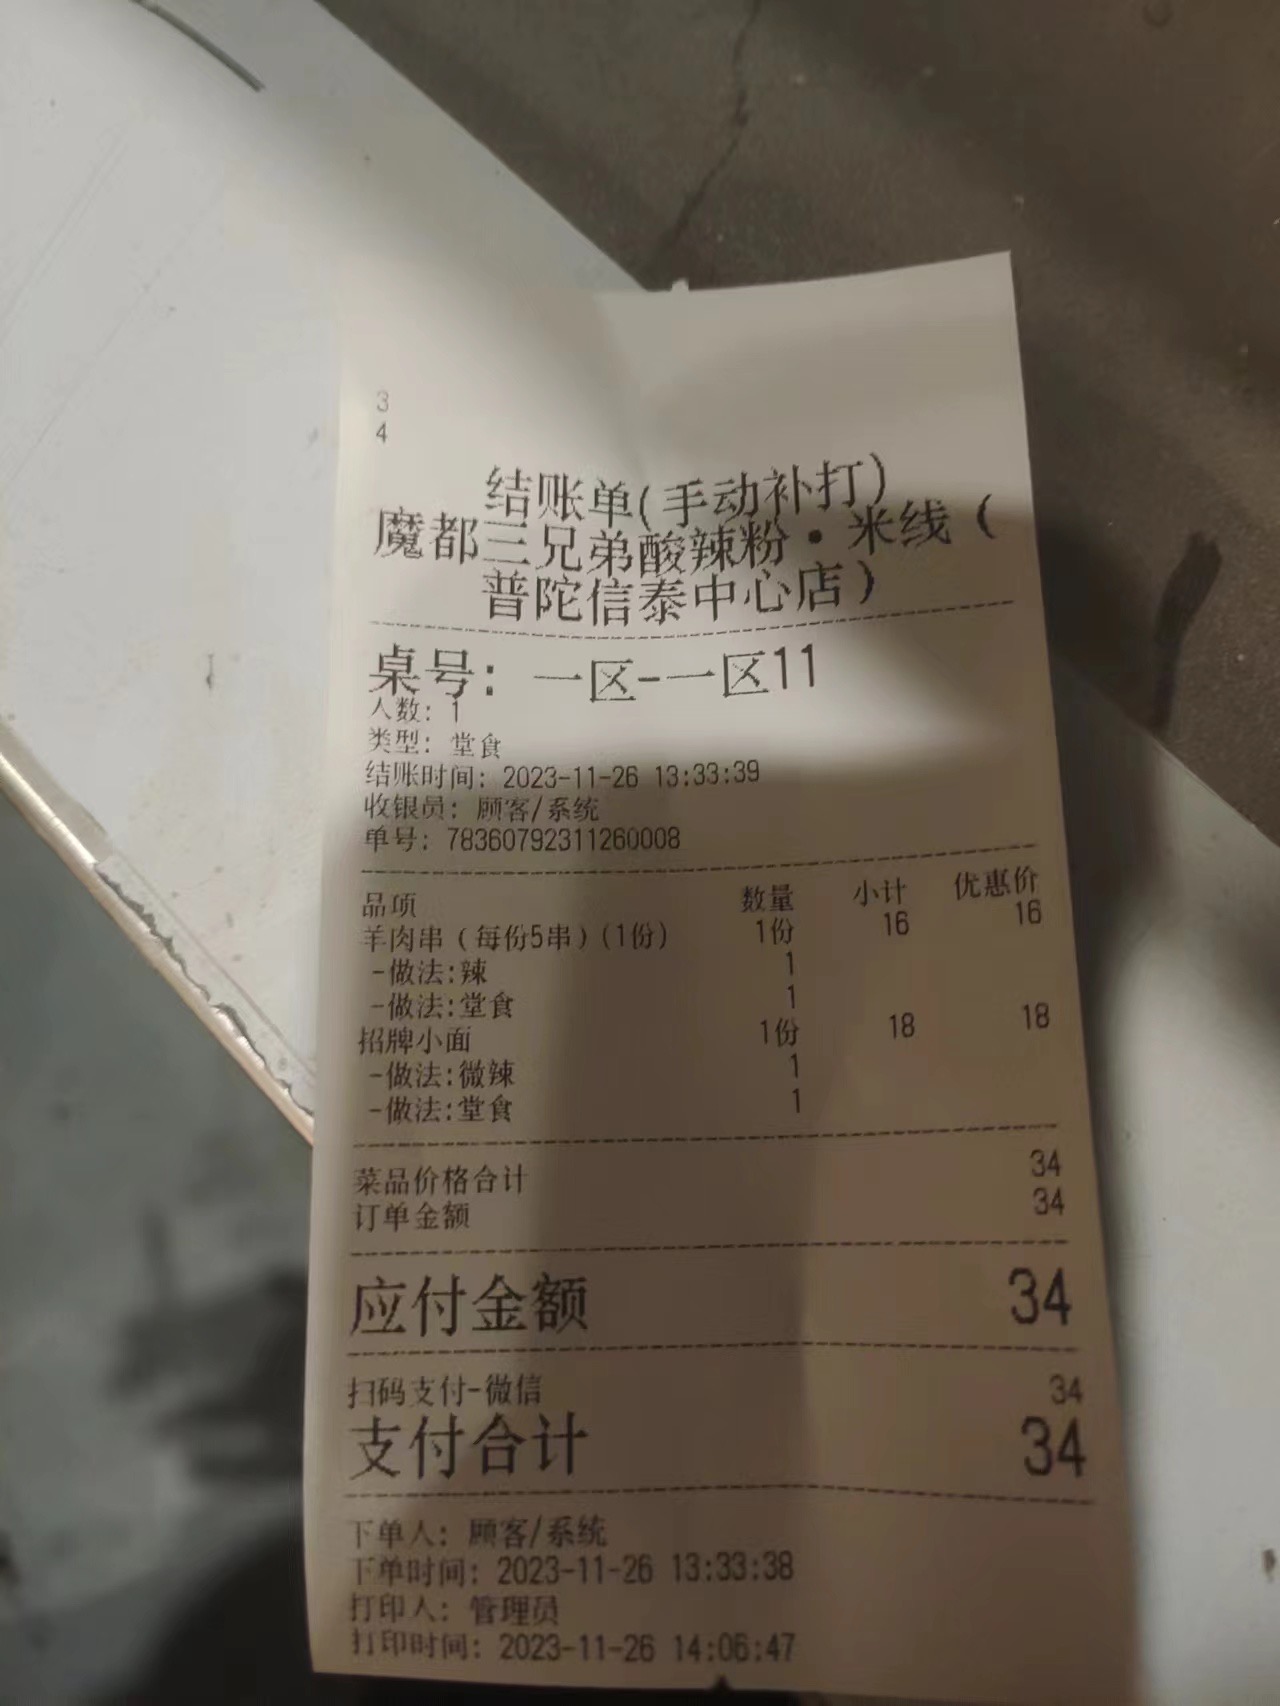 3
4
结账单(手动补打)
魔都三兄弟酸辣粉·米线(
普陀信泰中心店)
桌号: 一区-一区11
人数: 1
类型: 堂食
结账时间: 2023-11-26 13:33:39
收银员: 顾客/系统
单号: 78360792311260008
品项 数量 小计 优惠价
羊肉串(每份5串)(1份) 1份 16 16
-做法:辣 1
-做法:堂食 1
招牌小面 1份 18 18
-做法:微辣 1
-做法:堂食 1
菜品价格合计 34
订单金额 34
应付金额 34
扫码支付-微信 34
支付合计 34
下单人: 顾客/系统
下单时间: 2023-11-26 13:33:38
打印人: 管理员
打印时间: 2023-11-26 14:06:47